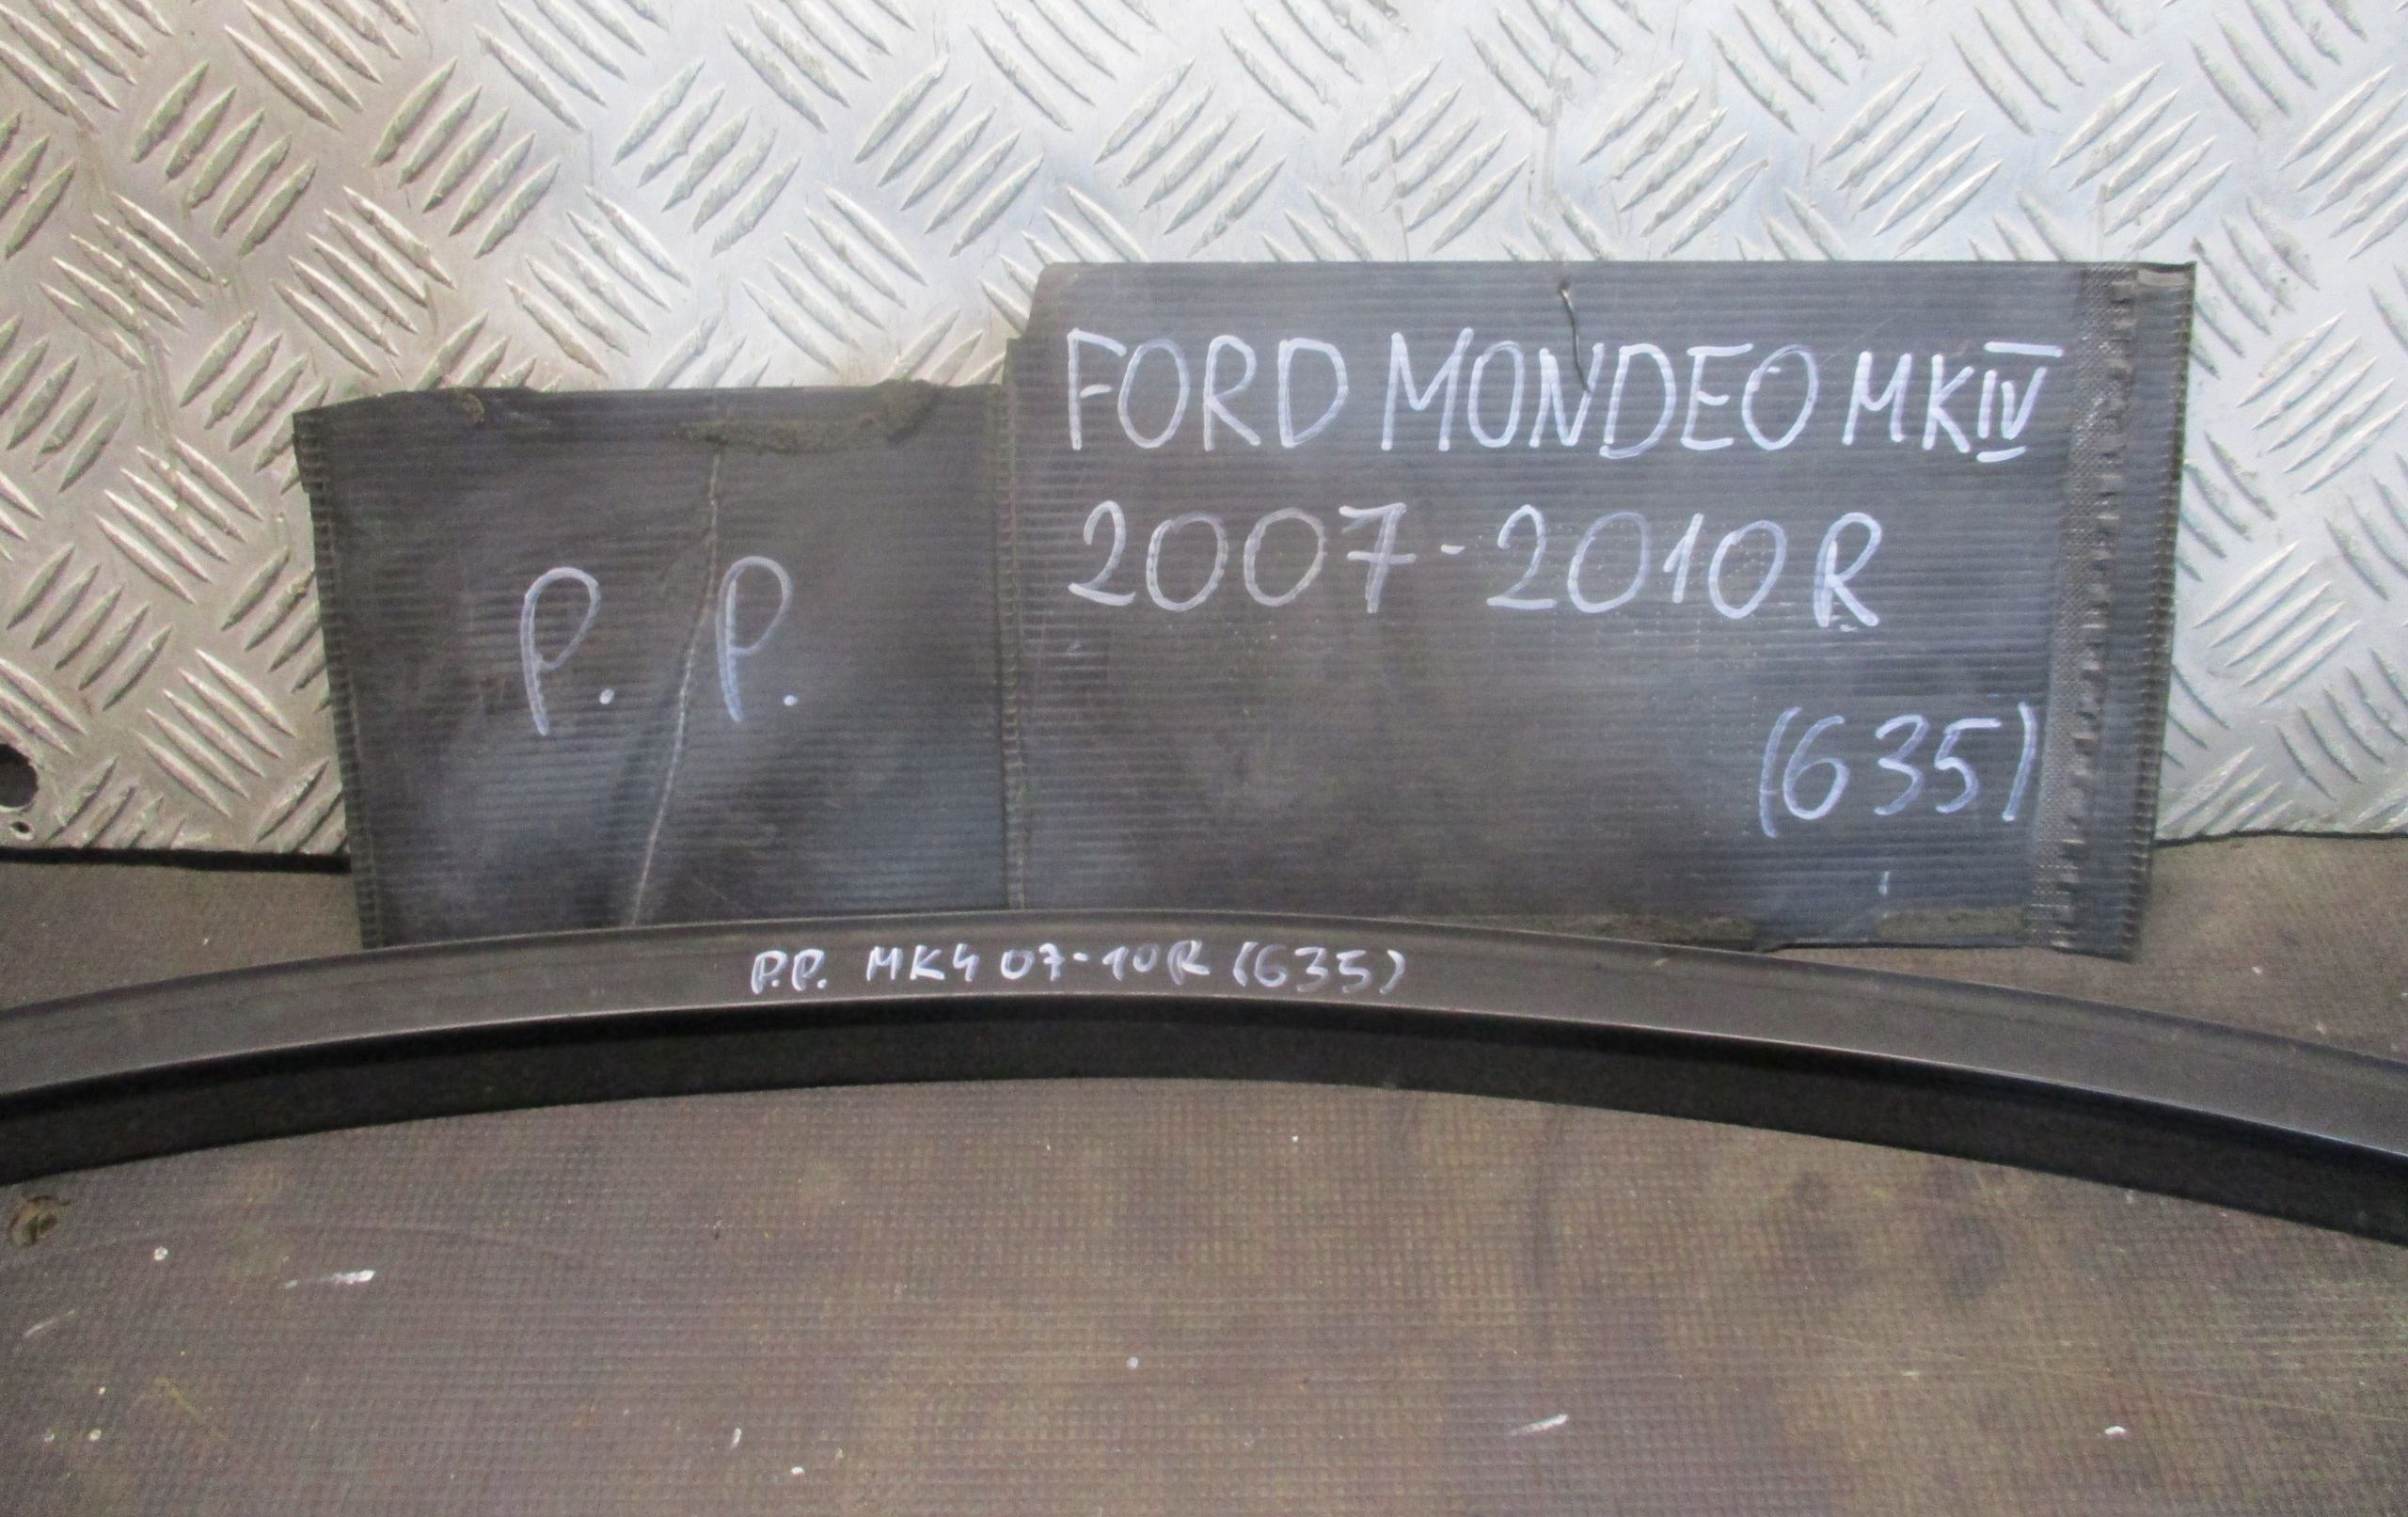 P. P.
FORD MONDEO MKIV
2007-2010R
(635)
P.P. MK4 07-10R (635)